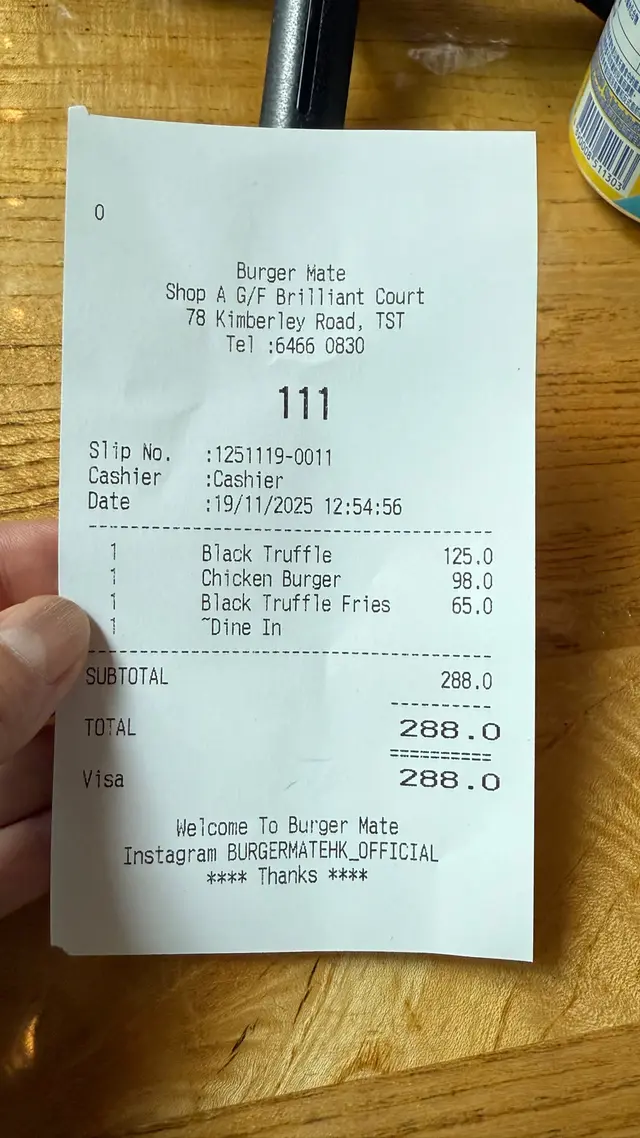 0
Burger Mate
Shop A G/F Brilliant Court
78 Kimberley Road, TST
Tel :6466 0830
111
Slip No. :1251119-0011
Cashier :Cashier
Date :19/11/2025 12:54:56
1 Black Truffle 125.0
1 Chicken Burger 98.0
1 Black Truffle Fries 65.0
1 ~Dine In
SUBTOTAL 288.0
TOTAL 288.0
Visa 288.0
Welcome To Burger Mate
Instagram BURGERMATEHK_OFFICIAL
**** Thanks ****